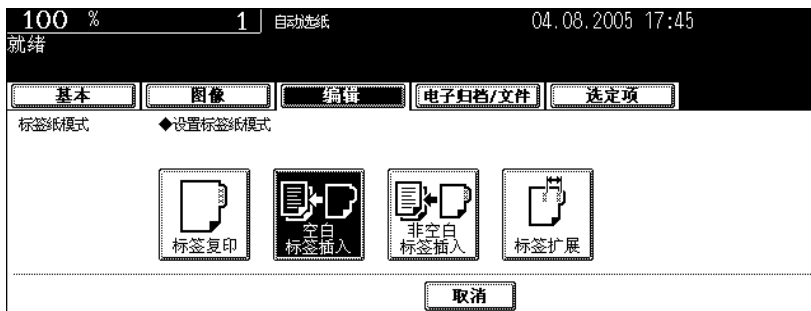 100 % 1 自动选纸 04.08.2005 17:45
就绪
基本 图像 编辑 电子归档/文件 选定项
标签纸模式 ◆设置标签纸模式
标签复印
空白
标签插入
非空白
标签插入
标签扩展
取消